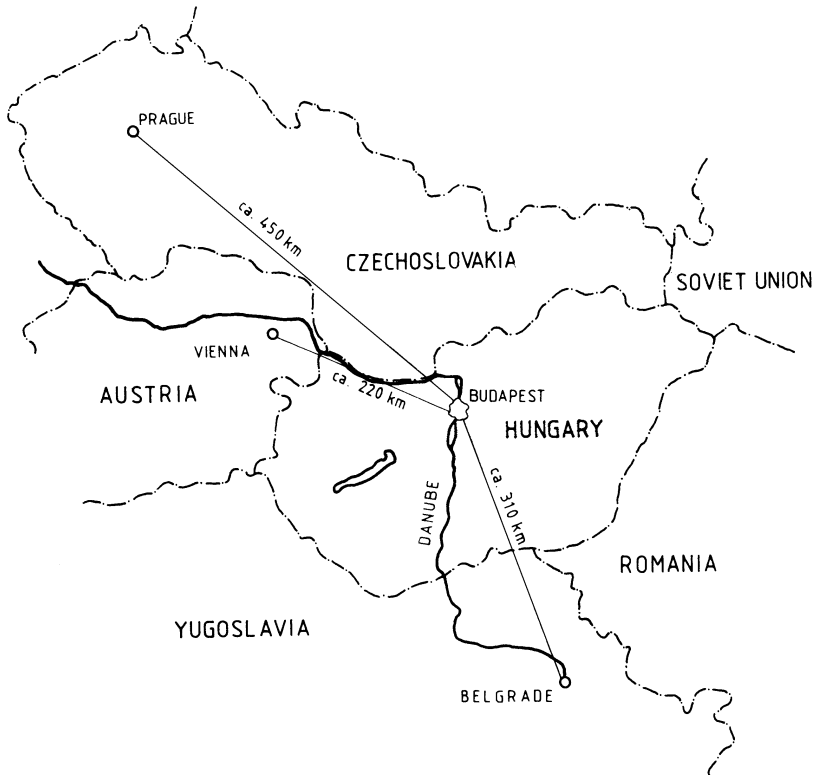 PRAGUE
ca. 450 km
CZECHOSLOVAKIA
SOVIET UNION
VIENNA
ca. 220 km
AUSTRIA
BUDAPEST
HUNGARY
DANUBE
ca. 310 km
ROMANIA
YUGOSLAVIA
BELGRADE